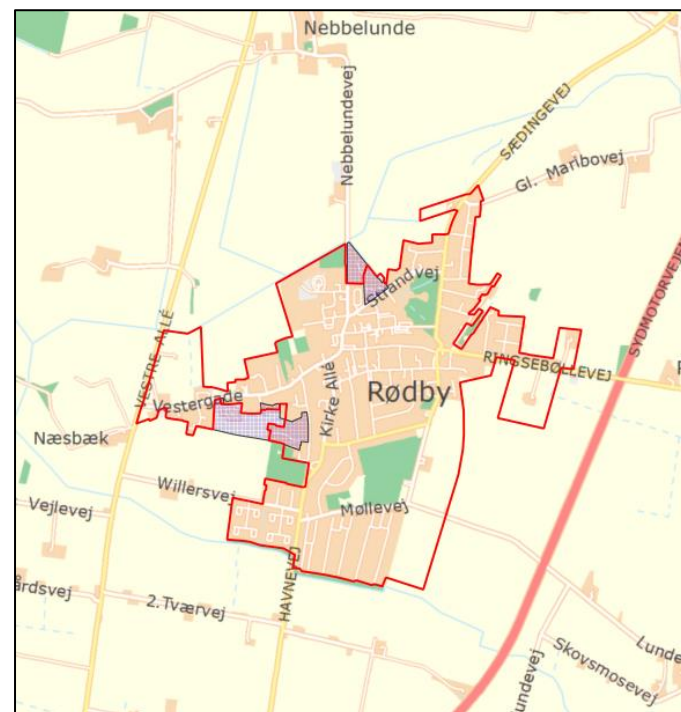 Nebbelunde
Nebbelundevej
SÆDINGEVEJ
Gl. Maribovej
SYDMOTORVEJEN
Strandvej
VESTRE ALLÉ
RINGSEBØLLEVEJ
Vestergade
Kirke Allé
Rødby
Næsbæk
Willersvej
Vejlevej
Møllevej
HAVNEVEJ
årdsvej
2.Tværvej
Lunde
undevej
Skovsmosevej